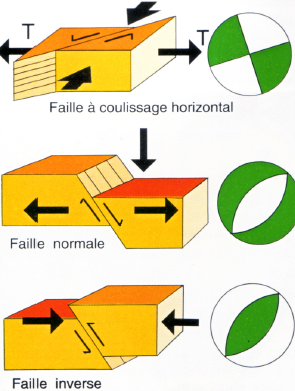 T
T
Faille à coulissage horizontal
Faille normale
Faille inverse